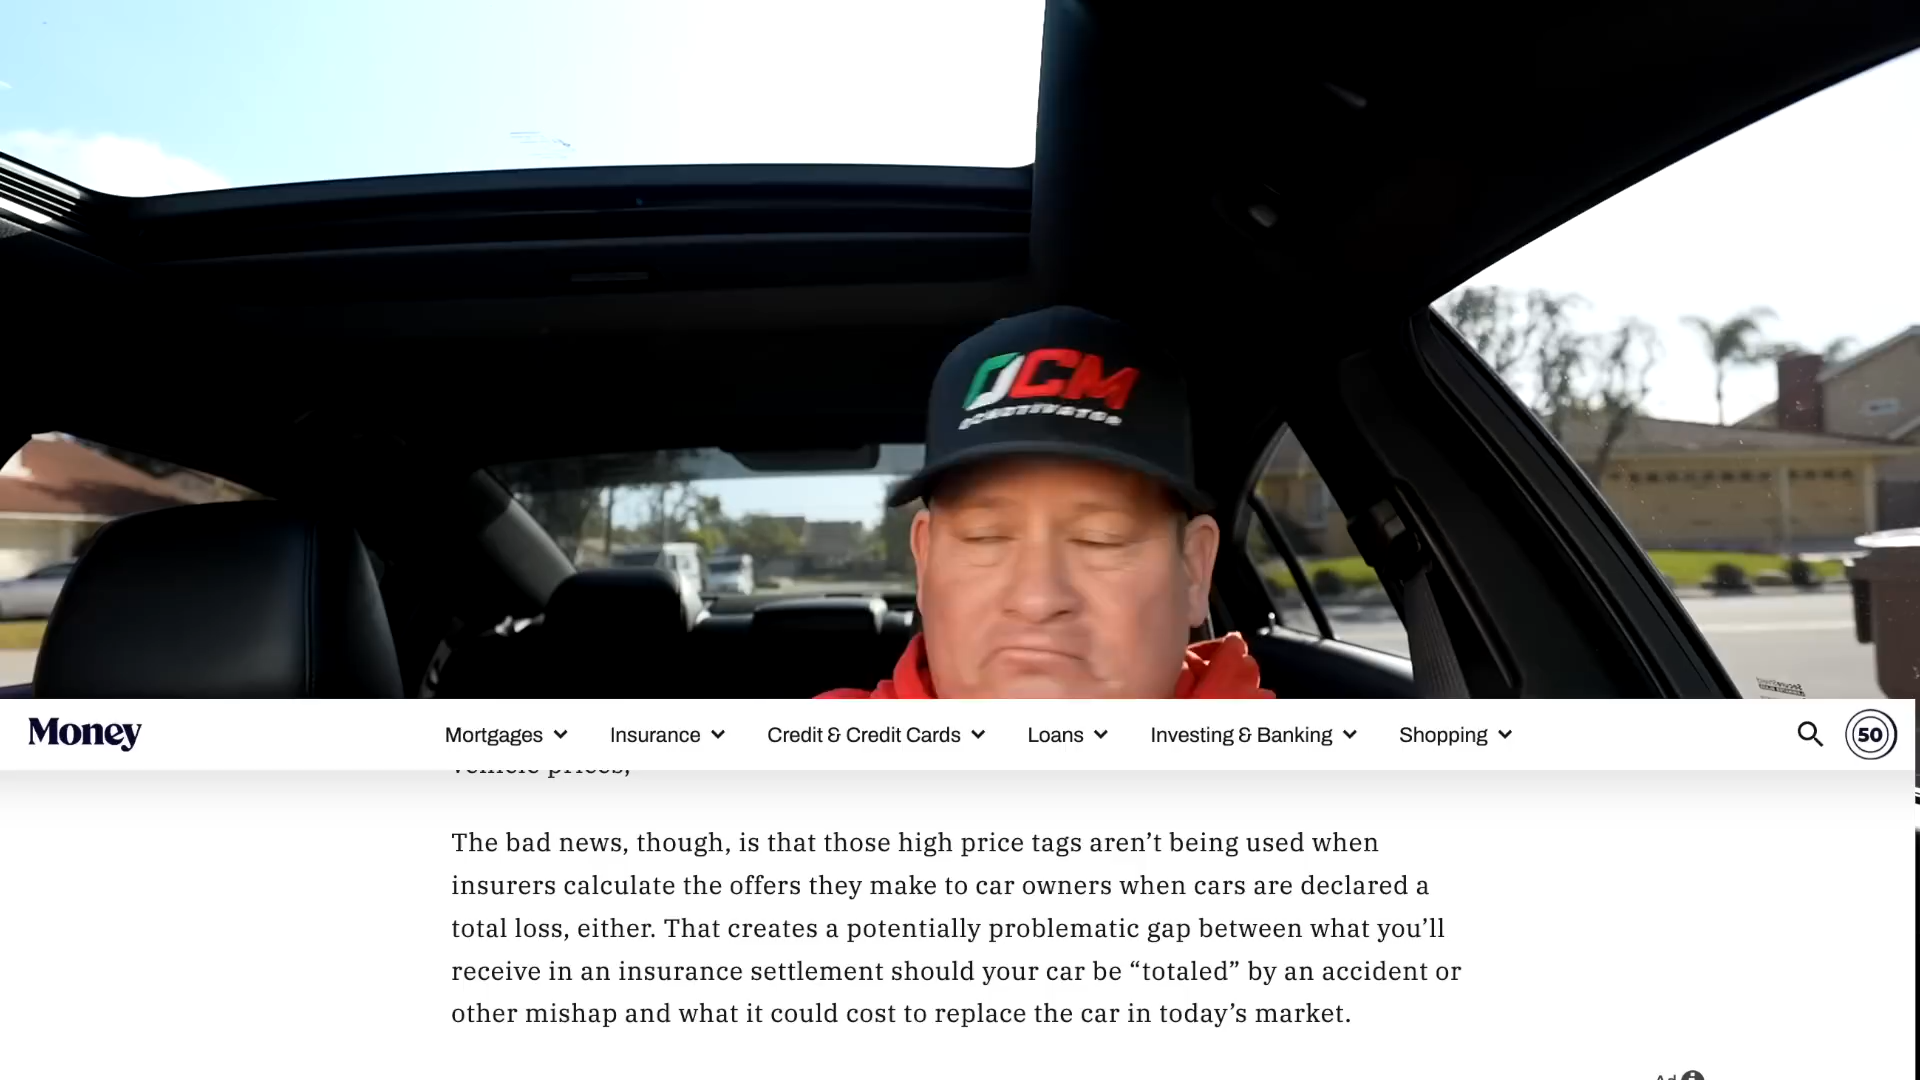 OCM
Money
Mortgages
Insurance
Credit & Credit Cards
Loans
Investing & Banking
Shopping
50
vehicle prices,
The bad news, though, is that those high price tags aren’t being used when
insurers calculate the offers they make to car owners when cars are declared a
total loss, either. That creates a potentially problematic gap between what you’ll
receive in an insurance settlement should your car be “totaled” by an accident or
other mishap and what it could cost to replace the car in today’s market.
Ad